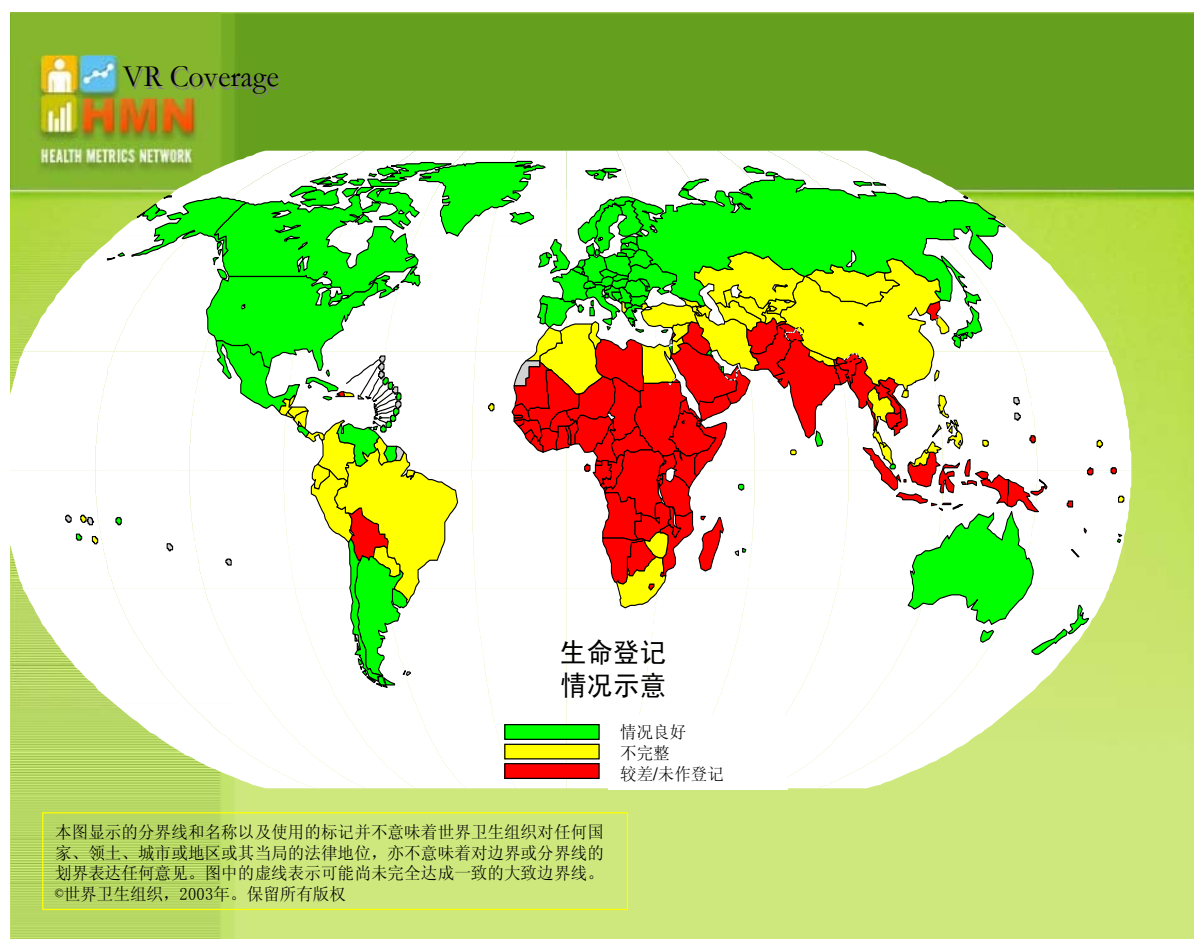 VR Coverage
HMN
HEALTH METRICS NETWORK
生命登记
情况示意
情况良好
不完整
较差/未作登记
本图显示的分界线和名称以及使用的标记并不意味着世界卫生组织对任何国
家、领土、城市或地区或其当局的法律地位，亦不意味着对边界或分界线的
划界表达任何意见。图中的虚线表示可能尚未完全达成一致的大致边界线。
©世界卫生组织，2003年。保留所有版权